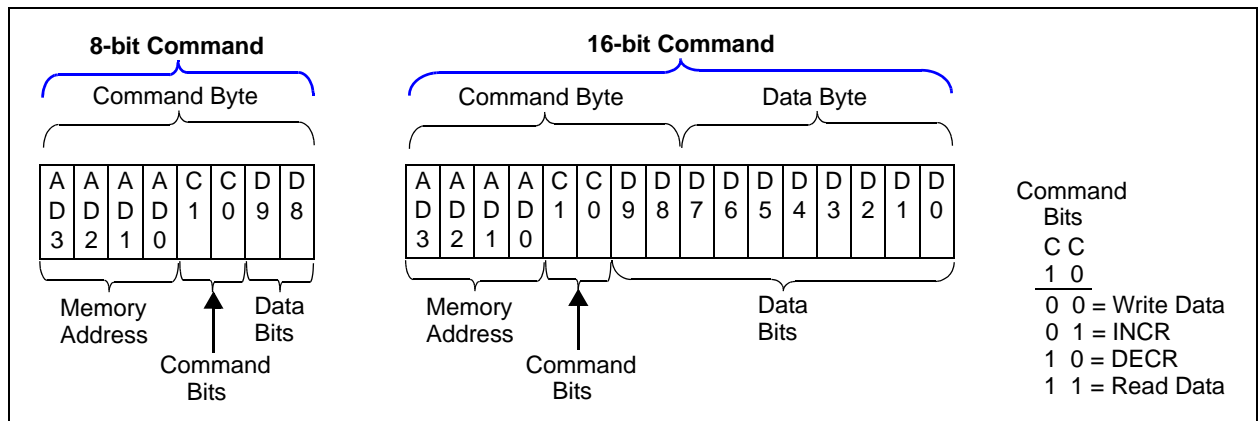 8-bit Command
Command Byte
A A A A C C D D
D D D D 1 0 9 8
3 2 1 0
Memory Address
Command Bits
Data Bits
16-bit Command
Command Byte Data Byte
A A A A C C D D D D D D D D D D
D D D D 1 0 9 8 7 6 5 4 3 2 1 0
3 2 1 0
Memory Address
Command Bits
Data Bits
Command
Bits
C C
1 0
0 0 = Write Data
0 1 = INCR
1 0 = DECR
1 1 = Read Data